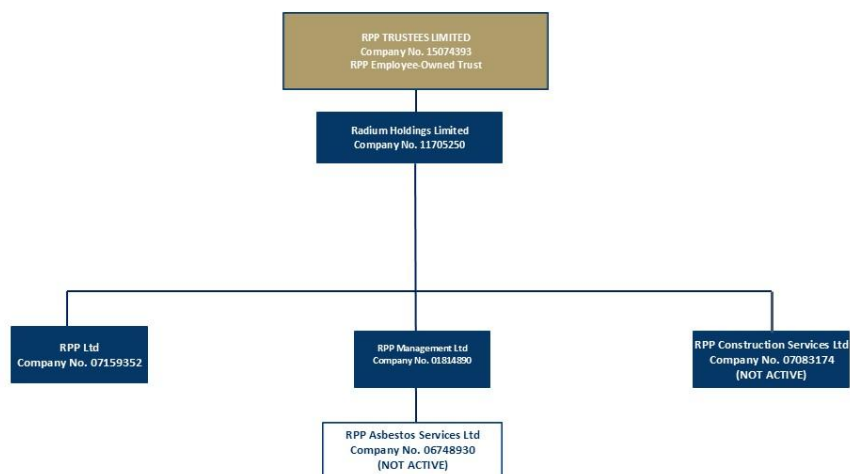 RPP TRUSTEES LIMITED
Company No. 15074393
RPP Employee-Owned Trust
Radium Holdings Limited
Company No. 11705250
RPP Ltd
Company No. 07159352
RPP Management Ltd
Company No. 01814890
RPP Construction Services Ltd
Company No. 07083174
(NOT ACTIVE)
RPP Asbestos Services Ltd
Company No. 06748930
(NOT ACTIVE)